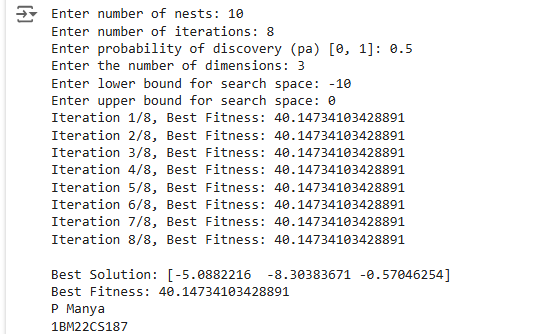 Enter number of nests: 10
Enter number of iterations: 8
Enter probability of discovery (pa) [0, 1]: 0.5
Enter the number of dimensions: 3
Enter lower bound for search space: -10
Enter upper bound for search space: 0
Iteration 1/8, Best Fitness: 40.14734103428891
Iteration 2/8, Best Fitness: 40.14734103428891
Iteration 3/8, Best Fitness: 40.14734103428891
Iteration 4/8, Best Fitness: 40.14734103428891
Iteration 5/8, Best Fitness: 40.14734103428891
Iteration 6/8, Best Fitness: 40.14734103428891
Iteration 7/8, Best Fitness: 40.14734103428891
Iteration 8/8, Best Fitness: 40.14734103428891
Best Solution: [-5.0882216  -8.30383671 -0.57046254]
Best Fitness: 40.14734103428891
P Manya
1BM22CS187